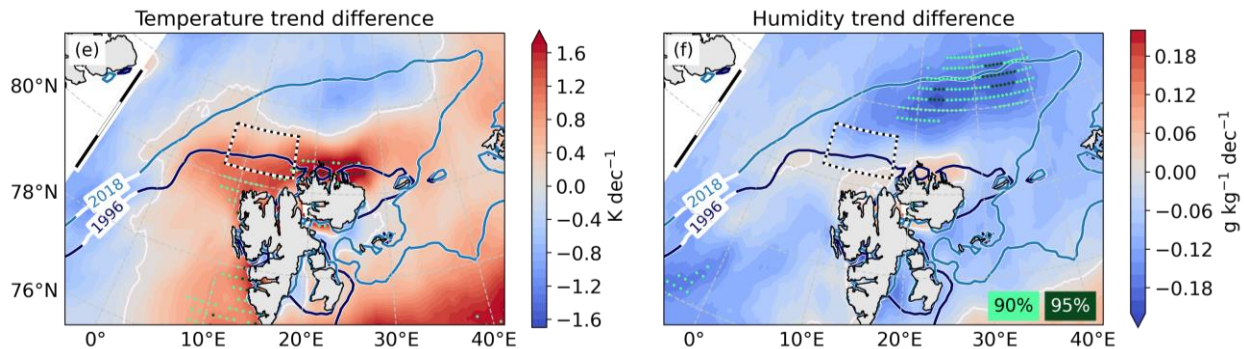 Temperature trend difference
(e)
80°N
78°N
76°N
0°
10°E
20°E
30°E
40°E
2018
1996
1.6
1.2
0.8
0.4
0.0
−0.4
−0.8
−1.2
−1.6
K dec⁻¹
Humidity trend difference
(f)
2018
1996
90%
95%
0°
10°E
20°E
30°E
40°E
0.18
0.12
0.06
0.00
−0.06
−0.12
−0.18
g kg⁻¹ dec⁻¹